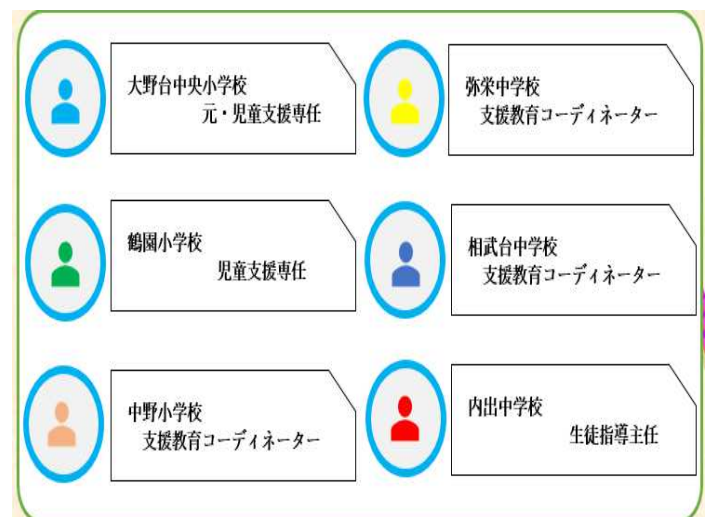 大野台中央小学校
元・児童支援専任
弥栄中学校
支援教育コーディネーター
鶴園小学校
児童支援専任
相武台中学校
支援教育コーディネーター
中野小学校
支援教育コーディネーター
内出中学校
生徒指導主任